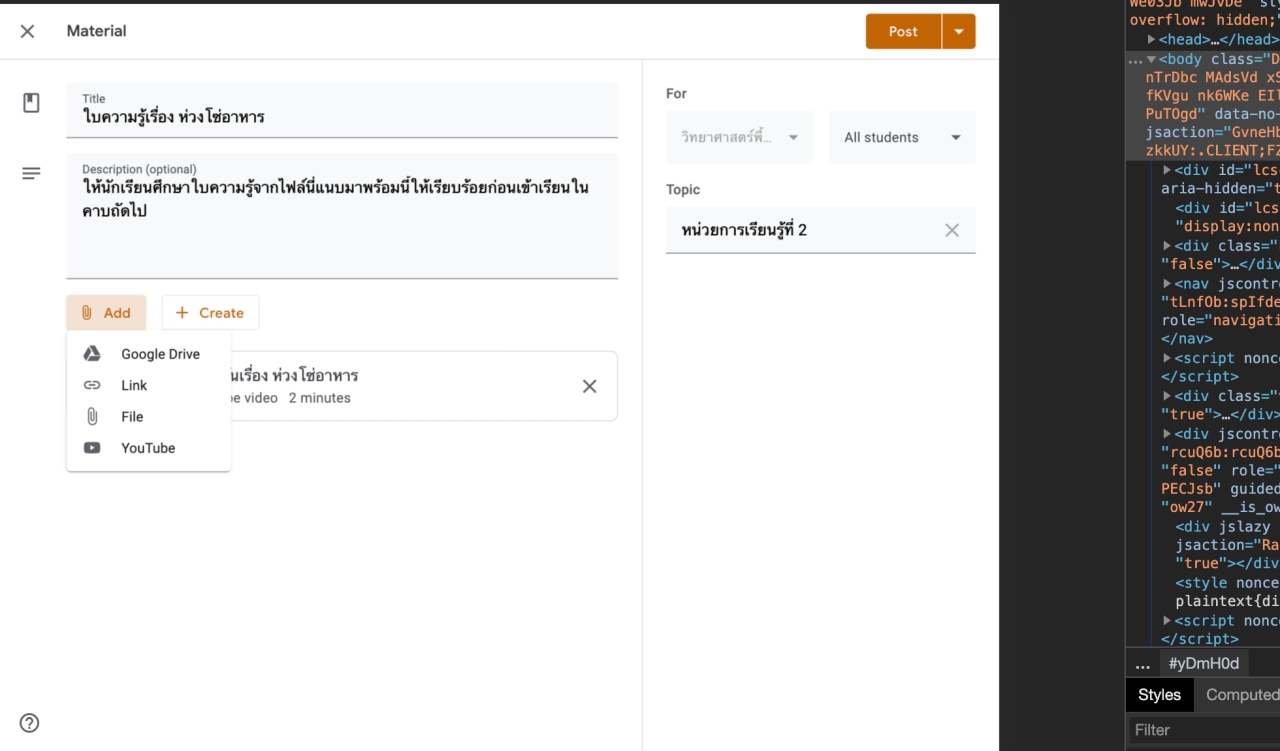 Material
Post
Title
ใบความรู้เรื่อง ห่วงโซ่อาหาร
Description (optional)
ให้นักเรียนศึกษาใบความรู้จากไฟล์นี่แนบมาพร้อมนี้ให้เรียบร้อยก่อนเข้าเรียนใน
คาบถัดไป
Add
Create
Google Drive
Link
File
YouTube
นเรื่อง ห่วงโซ่อาหาร
be video 2 minutes
For
วิทยาศาสตร์พื้...
All students
Topic
หน่วยการเรียนรู้ที่ 2
overflow: hidden;"
<head>…</head>
<body class="D
nTrDbc MAdsVd xS
fKVgu nk6WKe EIl
PuTOgd" data-no-
jsaction="GvneHb
zkkUY:.CLIENT;FZ
<div id="lcs
aria-hidden="t
<div id="lcs
"display:non
<div class="
"false">…</div
<nav jscontro
"tLnfOb:spIfde
role="navigati
</nav>
<script nonce
</script>
<div class="
"true">…</div>
<div jscontro
"rcuQ6b:rcuQ6b
"false" role="
PECJsb" guided
"ow27" __is_ow
<div jslazy
jsaction="Ra
"true"></div
<style nonce
plaintext{di
<script nonce
</script>
... #yDmH0d
Styles Computed
Filter